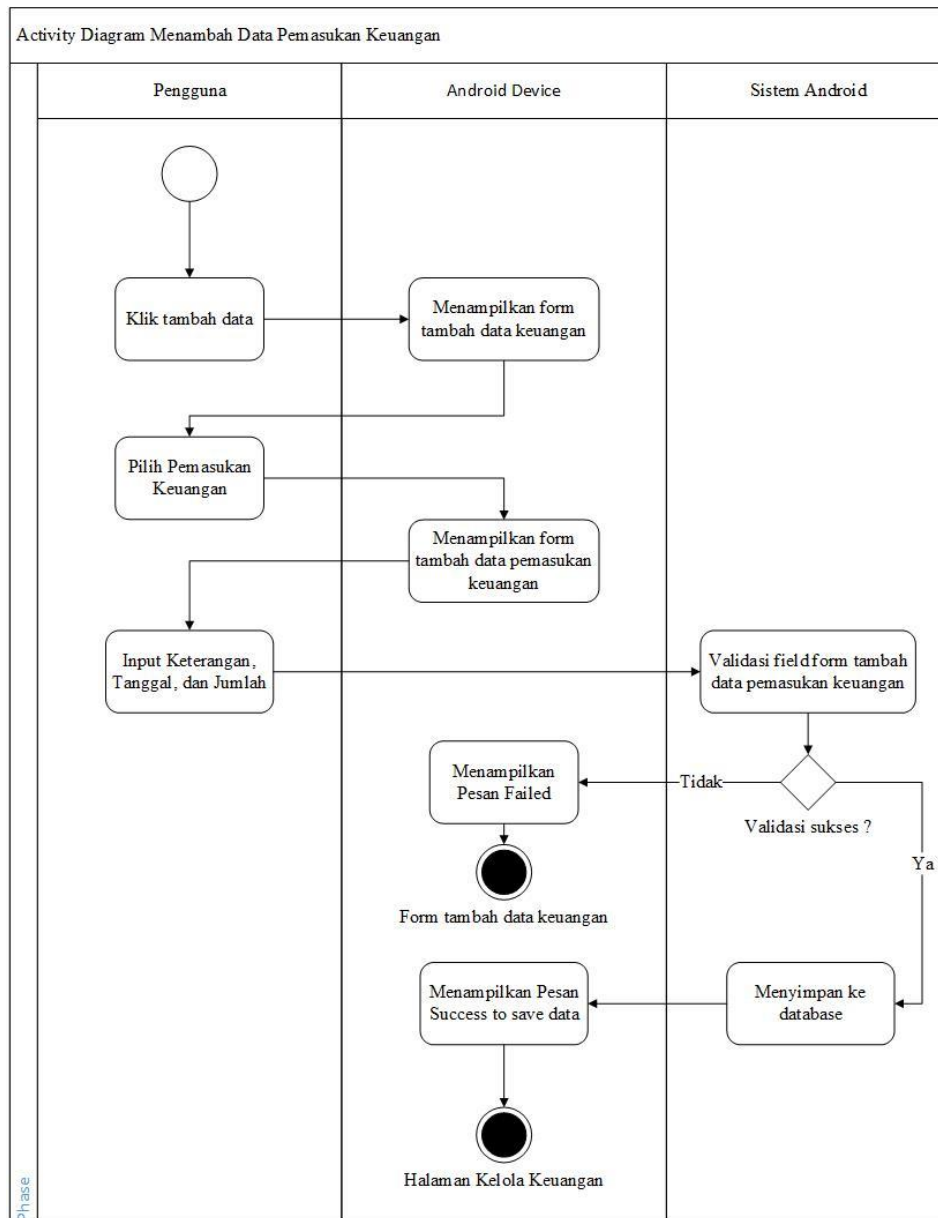 Activity Diagram Menambah Data Pemasukan Keuangan
Pengguna
Android Device
Sistem Android
Klik tambah data
Menampilkan form
tambah data keuangan
Pilih Pemasukan
Keuangan
Menampilkan form
tambah data pemasukan
keuangan
Input Keterangan,
Tanggal, dan Jumlah
Validasi field form tambah
data pemasukan keuangan
Menampilkan
Pesan Failed
Tidak
Validasi sukses ?
Ya
Form tambah data keuangan
Menampilkan Pesan
Success to save data
Menyimpan ke
database
Halaman Kelola Keuangan
Phase